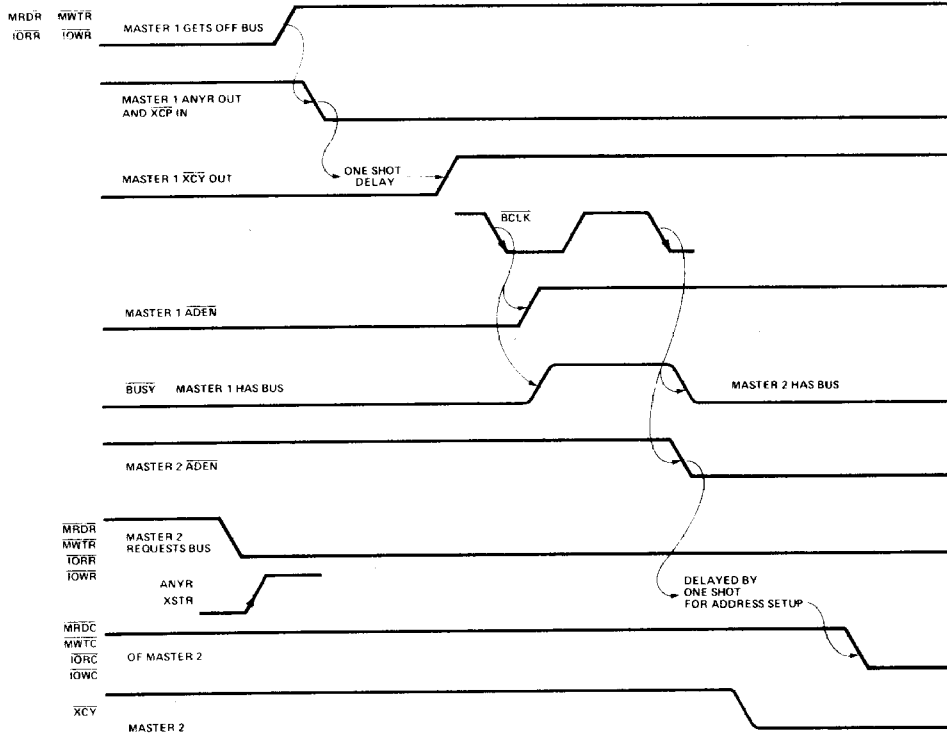 MRDR MWTR
IORR IOWR MASTER 1 GETS OFF BUS
MASTER 1 ANYR OUT
AND XCP IN
MASTER 1 XCY OUT
ONE SHOT
DELAY
BCLK
MASTER 1 ADEN
BUSY MASTER 1 HAS BUS
MASTER 2 HAS BUS
MASTER 2 ADEN
MRDR
MWTR
IORR
IOWR
MASTER 2
REQUESTS BUS
ANYR
XSTR
DELAYED BY
ONE SHOT
FOR ADDRESS SETUP
MRDC
MWTC
IORC
IOWC
OF MASTER 2
XCY
MASTER 2